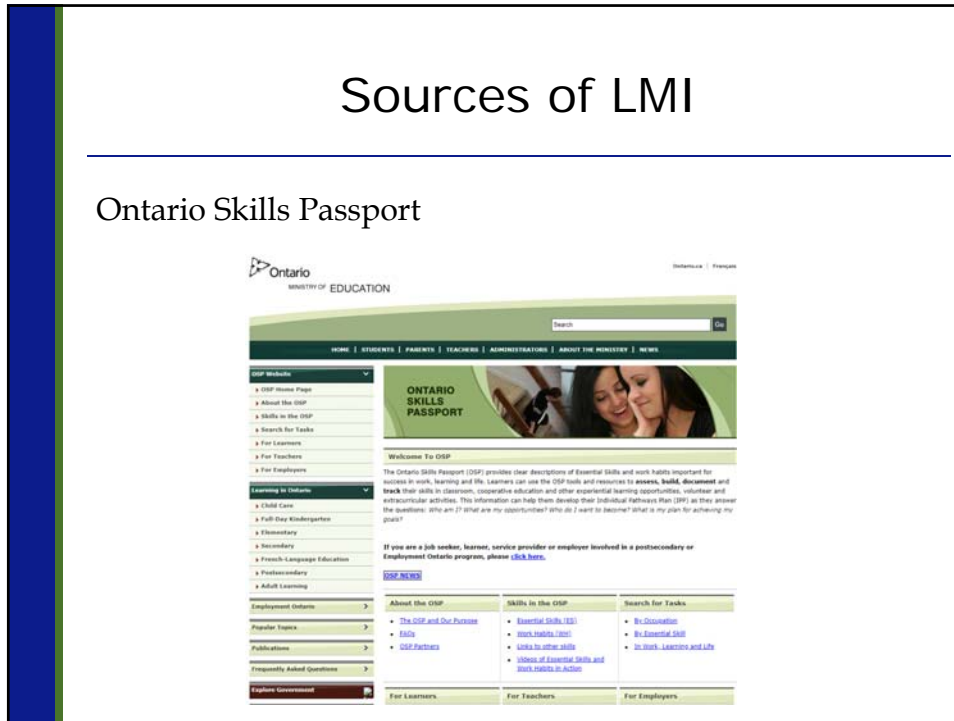 Sources of LMI
Ontario Skills Passport
Ontario
MINISTRY OF EDUCATION
Ontario.ca | Français
Search
Go
HOME | STUDENTS | PARENTS | TEACHERS | ADMINISTRATORS | ABOUT THE MINISTRY | NEWS
OSP Website
OSP Home Page
About the OSP
Skills in the OSP
Search for Tasks
For Learners
For Teachers
For Employers
Learning in Ontario
Child Care
Full-Day Kindergarten
Elementary
Secondary
French-Language Education
Postsecondary
Adult Learning
Employment Ontario
Popular Topics
Publications
Frequently Asked Questions
Explore Government
ONTARIO
SKILLS
PASSPORT
Welcome To OSP
The Ontario Skills Passport (OSP) provides clear descriptions of Essential Skills and work habits important for
success in work, learning and life. Learners can use the OSP tools and resources to assess, build, document and
track their skills in classroom, cooperative education and other experiential learning opportunities, volunteer and
extracurricular activities. This information can help them develop their Individual Pathways Plan (IPP) as they answer
the questions: Who am I? What are my opportunities? Who do I want to become? What is my plan for achieving my
goals?
If you are a job seeker, learner, service provider or employer involved in a postsecondary or
Employment Ontario program, please click here.
OSP NEWS
About the OSP
The OSP and Our Purpose
FAQs
OSP Partners
Skills in the OSP
Essential Skills (ES)
Work Habits (WH)
Links to other skills
Videos of Essential Skills and
Work Habits in Action
Search for Tasks
By Occupation
By Essential Skill
In Work, Learning and Life
For Learners
For Teachers
For Employers